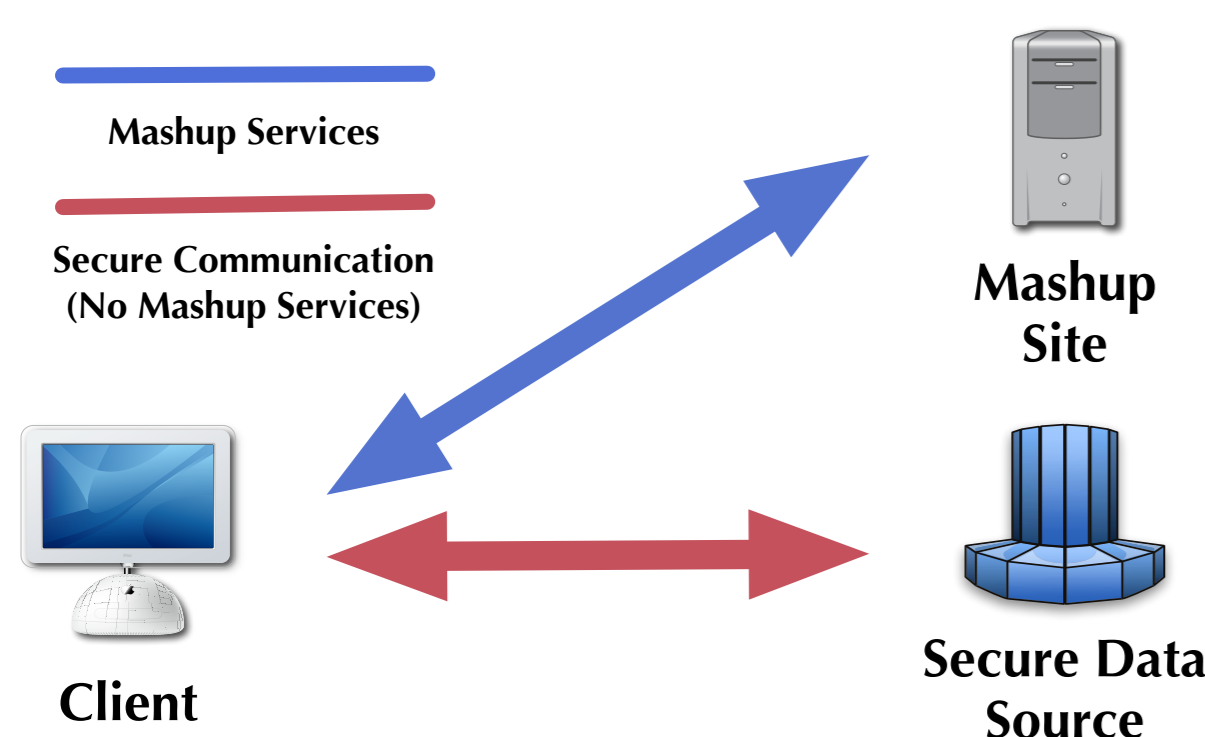 Mashup Services
Secure Communication
(No Mashup Services)
Mashup
Site
Client
Secure Data
Source